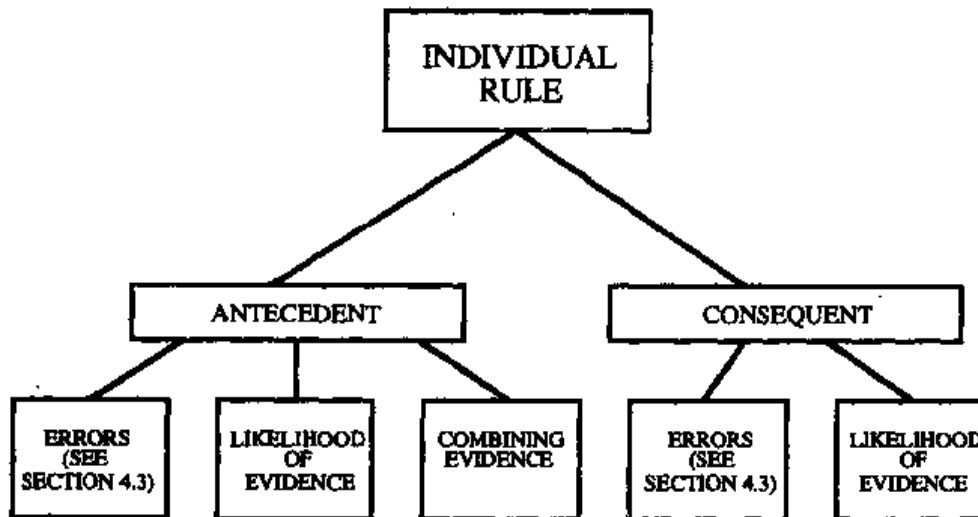 INDIVIDUAL
RULE
ANTECEDENT
CONSEQUENT
ERRORS
(SEE
SECTION 4.3)
LIKELIHOOD
OF
EVIDENCE
COMBINING
EVIDENCE
ERRORS
(SEE
SECTION 4.3)
LIKELIHOOD
OF
EVIDENCE